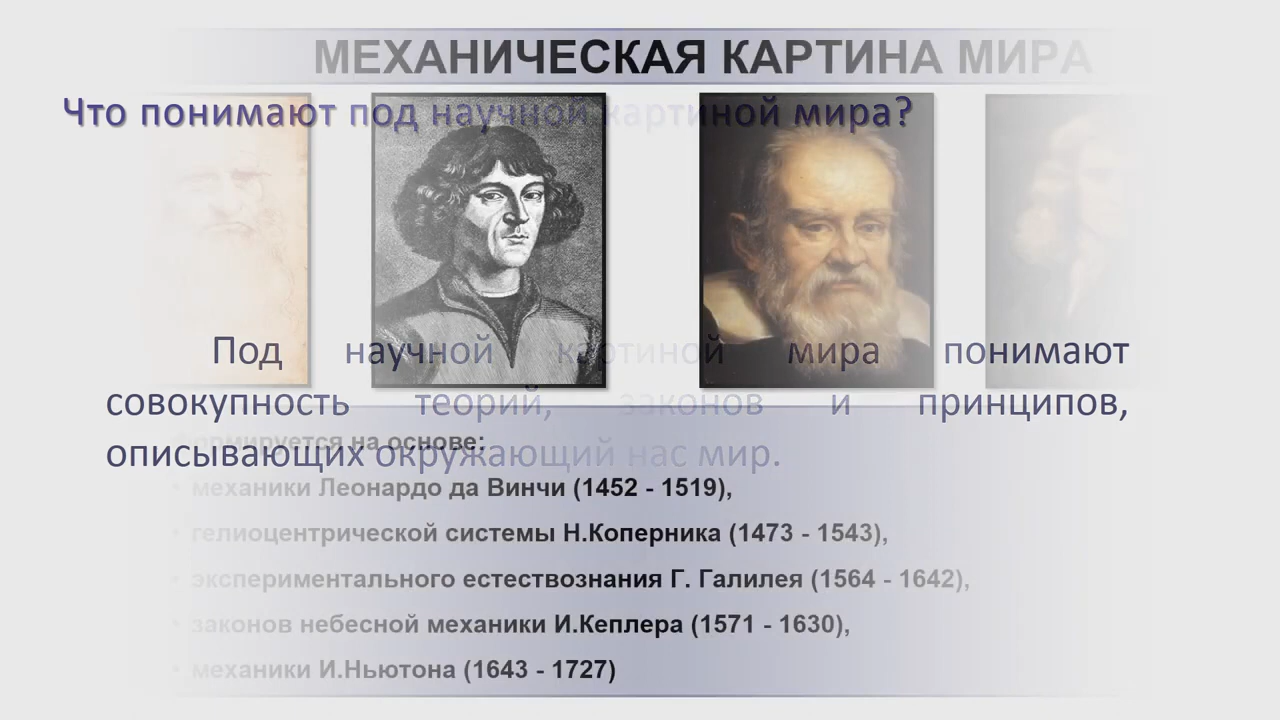 МЕХАНИЧЕСКАЯ КАРТИНА МИРА
Что понимают под научной картиной мира?
Под научной картиной мира понимают
совокупность теорий, законов и принципов,
описывающих окружающий нас мир.
Формируется на основе:
• механики Леонардо да Винчи (1452 - 1519),
• гелиоцентрической системы Н.Коперника (1473 - 1543),
• экспериментального естествознания Г. Галилея (1564 - 1642),
• законов небесной механики И.Кеплера (1571 - 1630),
• механики И.Ньютона (1643 - 1727)